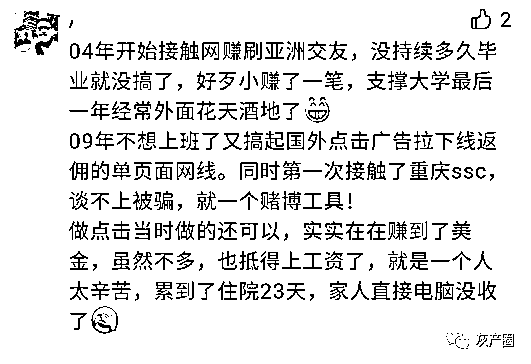 ，
2
04年开始接触网赚刷亚洲交友，没持续多久毕
业就没搞了，好歹小赚了一笔，支撑大学最后
一年经常外面花天酒地了
09年不想上班了又搞起国外点击广告拉下线返
佣的单页面网线。同时第一次接触了重庆ssc，
谈不上被骗，就一个赌博工具！
做点击当时做的还可以，实实在在赚到了美
金，虽然不多，也抵得上工资了，就是一个人
太辛苦，累到了住院23天，家人直接电脑没收
了
灰产圈